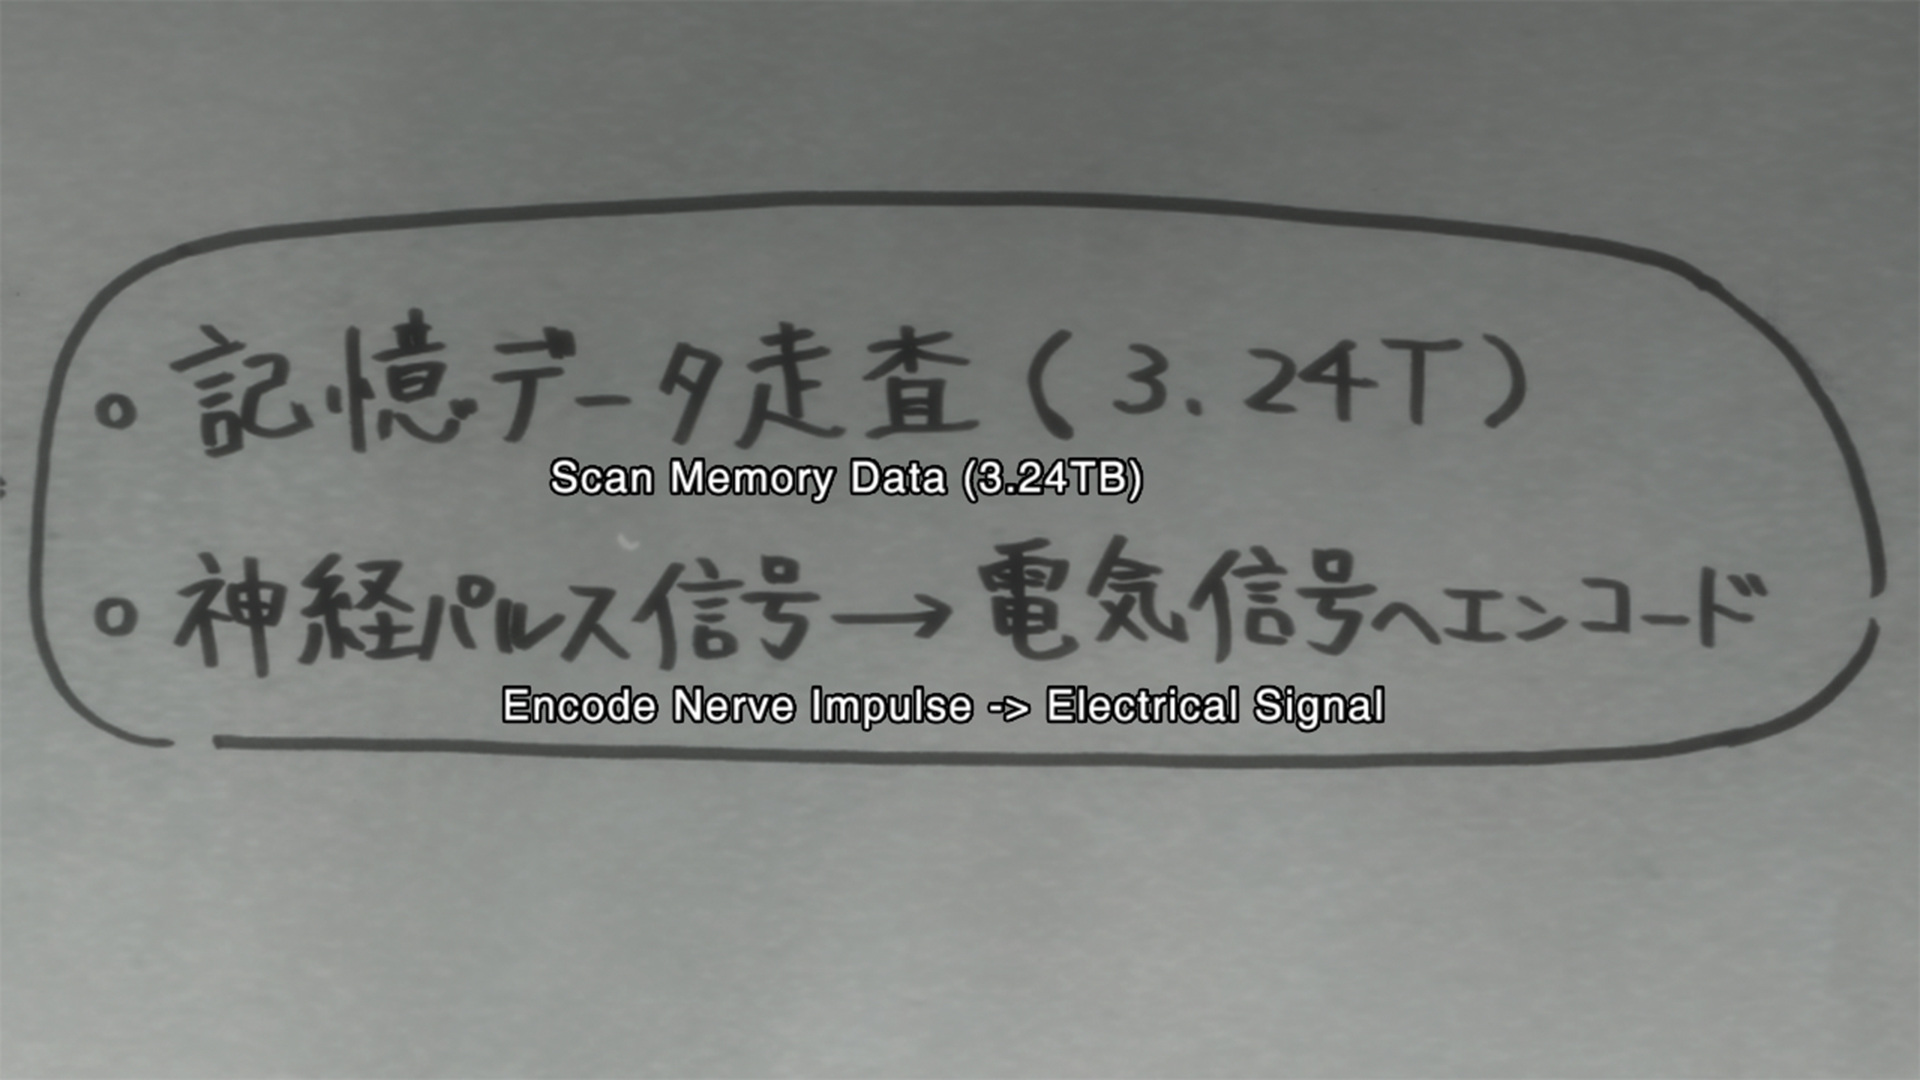 ○ 記憶データ走査(3.24T)
Scan Memory Data (3.24TB)
○ 神経パルス信号→電気信号へエンコード
Encode Nerve Impulse -> Electrical Signal